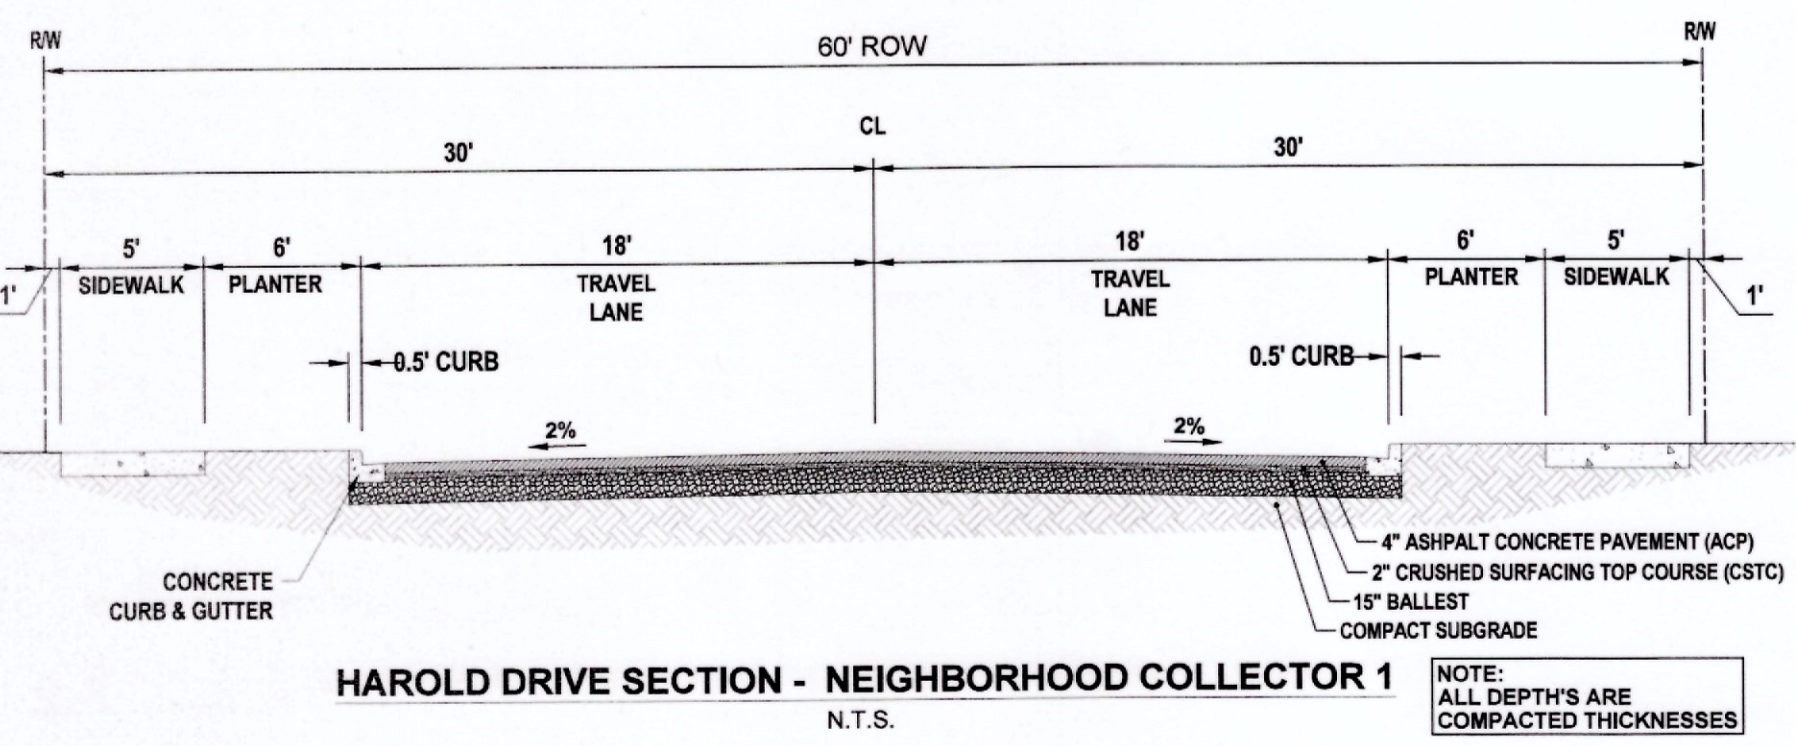 R/W
R/W
60' ROW
CL
30'
30'
5'
6'
18'
18'
6'
5'
SIDEWALK
PLANTER
TRAVEL
LANE
TRAVEL
LANE
PLANTER
SIDEWALK
1'
1'
0.5' CURB
0.5' CURB
2%
2%
CONCRETE
CURB & GUTTER
4" ASHPALT CONCRETE PAVEMENT (ACP)
2" CRUSHED SURFACING TOP COURSE (CSTC)
15" BALLEST
COMPACT SUBGRADE
HAROLD DRIVE SECTION - NEIGHBORHOOD COLLECTOR 1
N.T.S.
NOTE:
ALL DEPTH'S ARE
COMPACTED THICKNESSES